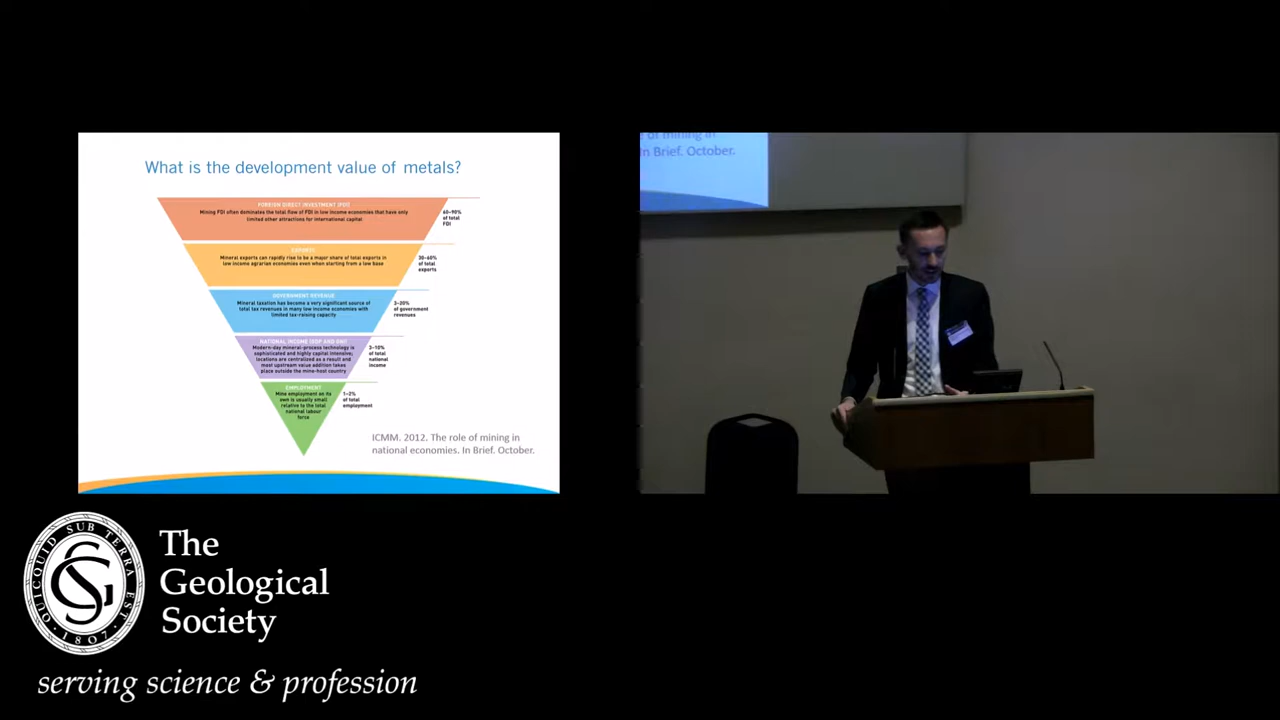 What is the development value of metals?
FOREIGN DIRECT INVESTMENT (FDI)
Mining FDI often dominates the total flow of FDI in low income economies that have only
limited other attractions for international capital
60–90%
of total
FDI
EXPORTS
Mineral exports can rapidly rise to be a major share of total exports in
low income agrarian economies even when starting from a low base
30–60%
of total
exports
GOVERNMENT REVENUE
Mineral taxation has become a very significant source of
total tax revenues in many low income economies with
limited tax-raising capacity
3–20%
of government
revenues
NATIONAL INCOME (GDP AND GNI)
Modern-day mineral-process technology is
sophisticated and highly capital intensive;
locations are centralized as a result and
most upstream value addition takes
place outside the mine-host country
3–10%
of total
national
income
EMPLOYMENT
Mine employment on its
own is usually small
relative to the total
national labour
force
1–2%
of total
employment
ICMM. 2012. The role of mining in
national economies. In Brief. October.
of mining in
In Brief. October.
QUICQUID SUB TERRA EST
1807
The
Geological
Society
serving science & profession